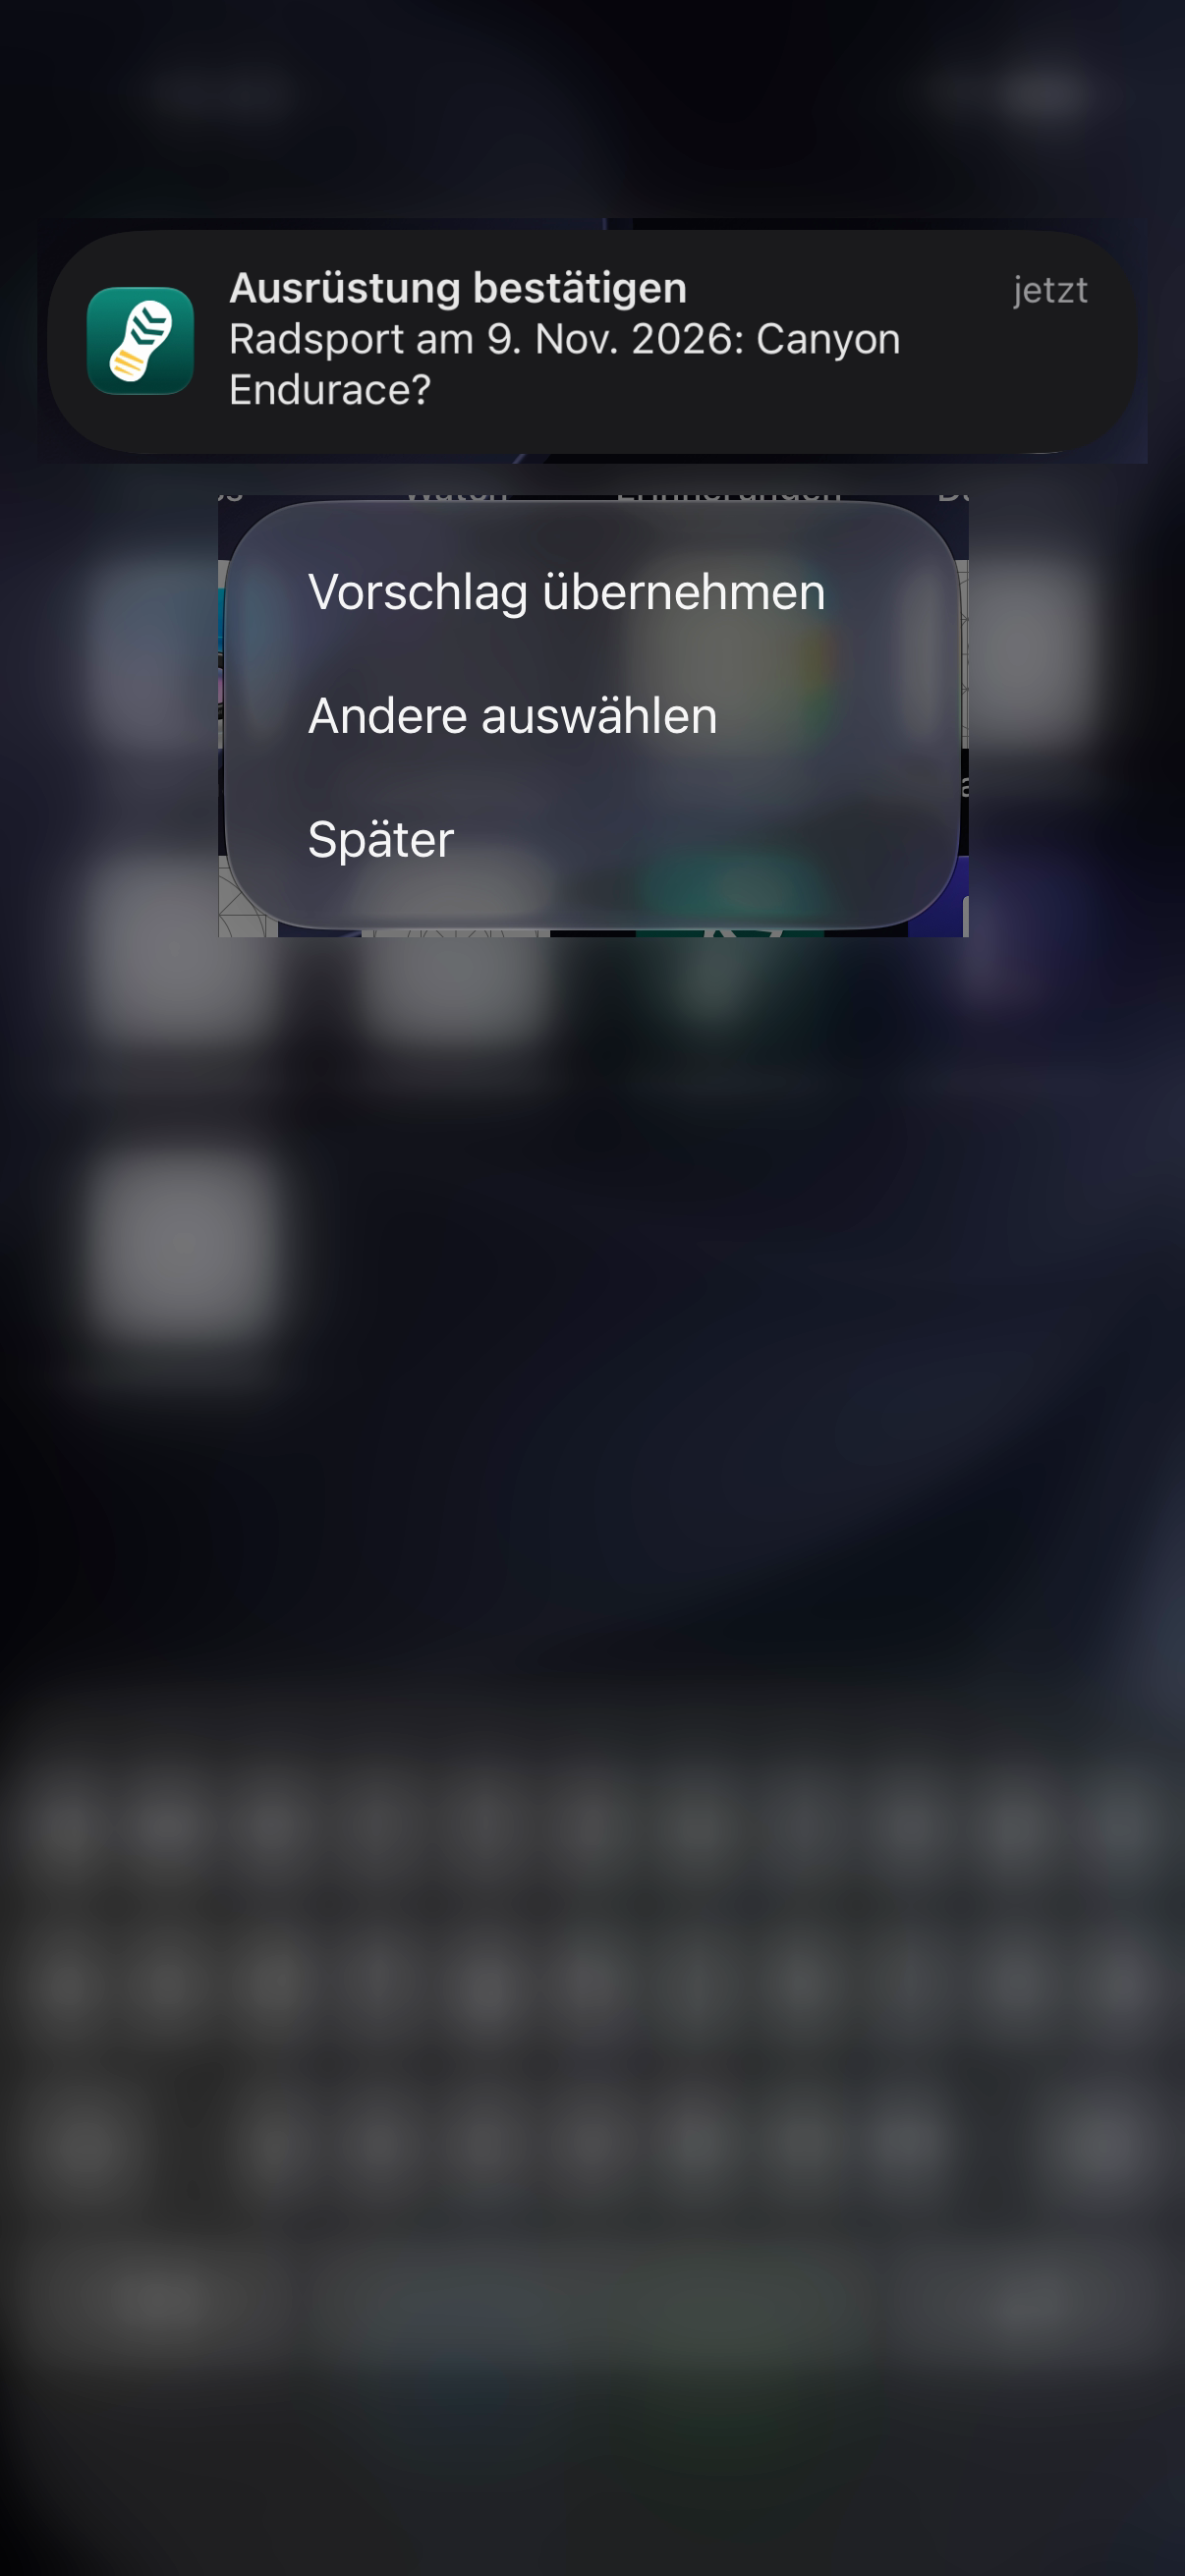 Ausrüstung bestätigen
jetzt
Radsport am 9. Nov. 2026: Canyon
Endurace?
Vorschlag übernehmen
Andere auswählen
Später